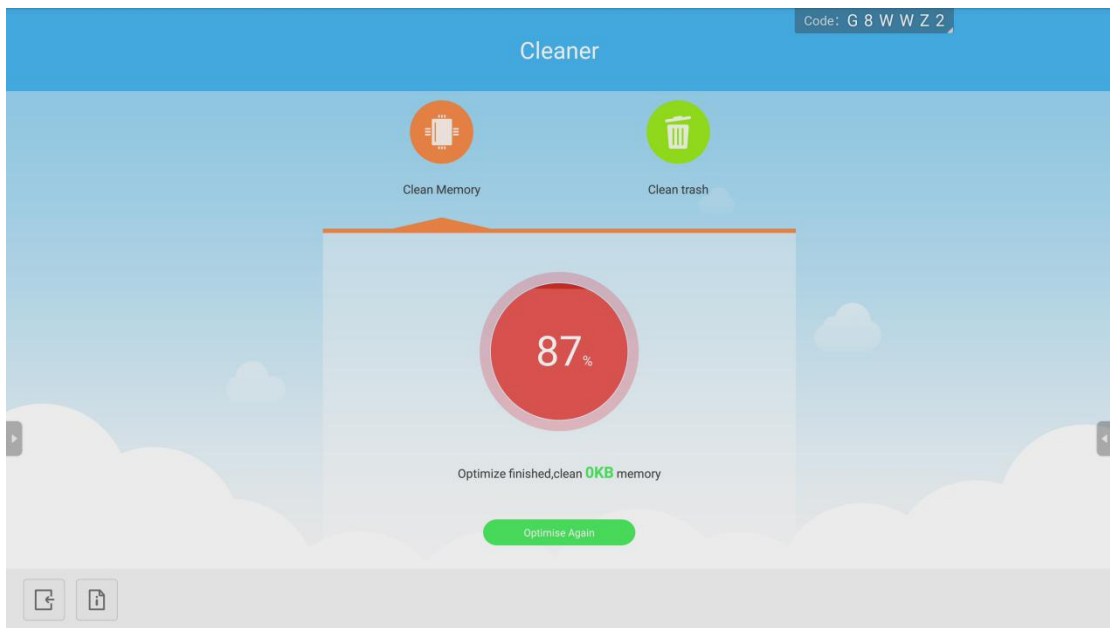 Code: G 8 W W Z 2
Cleaner
Clean Memory
Clean trash
87%
Optimize finished,clean 0KB memory
Optimise Again